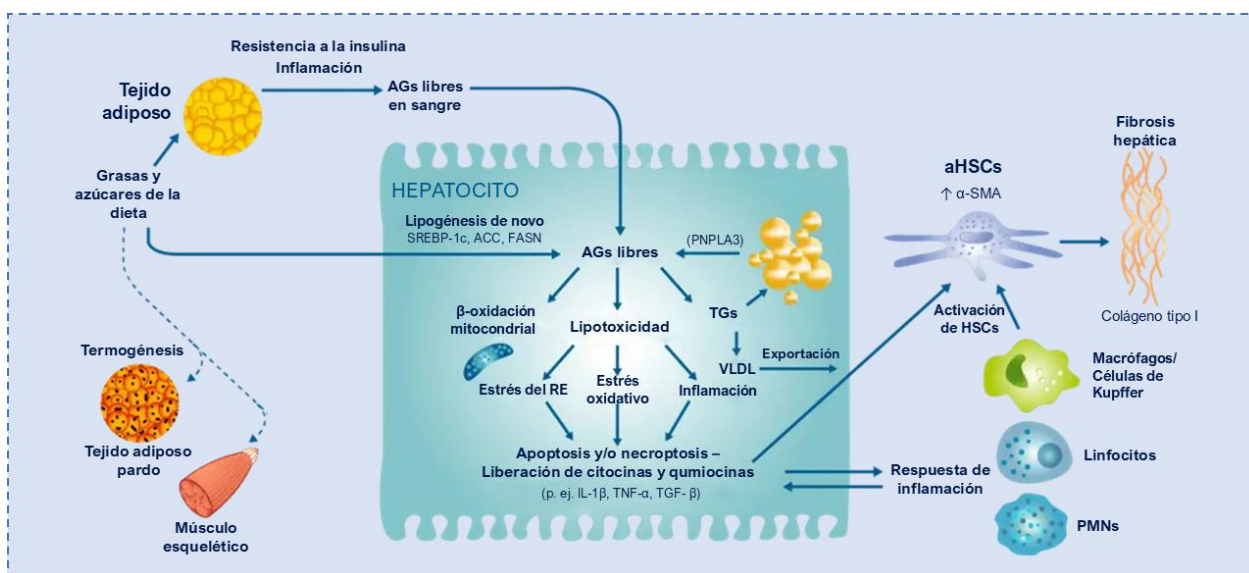 Resistencia a la insulina
Inflamación
Tejido
adiposo
AGs libres
en sangre
Grasas y
azúcares de la
dieta
HEPATOCITO
Lipogénesis de novo
SREBP-1c, ACC, FASN
AGs libres
(PNPLA3)
β-oxidación
mitocondrial
Lipotoxicidad
TGs
VLDL
Exportación
Estrés del RE
Estrés
oxidativo
Inflamación
Apoptosis y/o necroptosis –
Liberación de citocinas y qumiocinas
(p. ej. IL-1β, TNF-α, TGF- β)
Termogénesis
Tejido adiposo
pardo
Músculo
esquelético
aHSCs
↑ α-SMA
Fibrosis
hepática
Colágeno tipo I
Activación
de HSCs
Macrófagos/
Células de
Kupffer
Respuesta de
inflamación
Linfocitos
PMNs